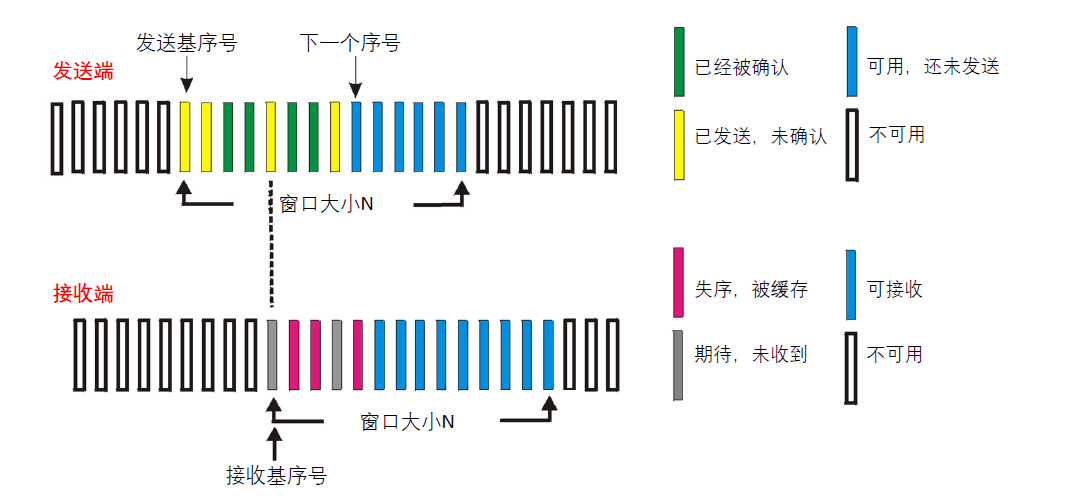 发送基序号
下一个序号
发送端
已经被确认
可用，还未发送
已发送，未确认
不可用
窗口大小N
接收端
失序，被缓存
可接收
期待，未收到
不可用
窗口大小N
接收基序号